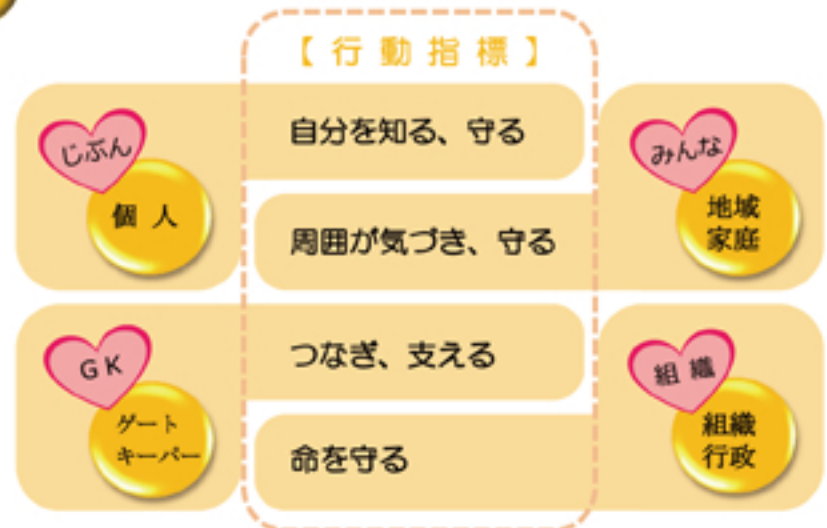 【行動指標】
じぶん
個人
自分を知る、守る
みんな
地域
家庭
周囲が気づき、守る
GK
ゲート
キーパー
つなぎ、支える
組織
組織
行政
命を守る